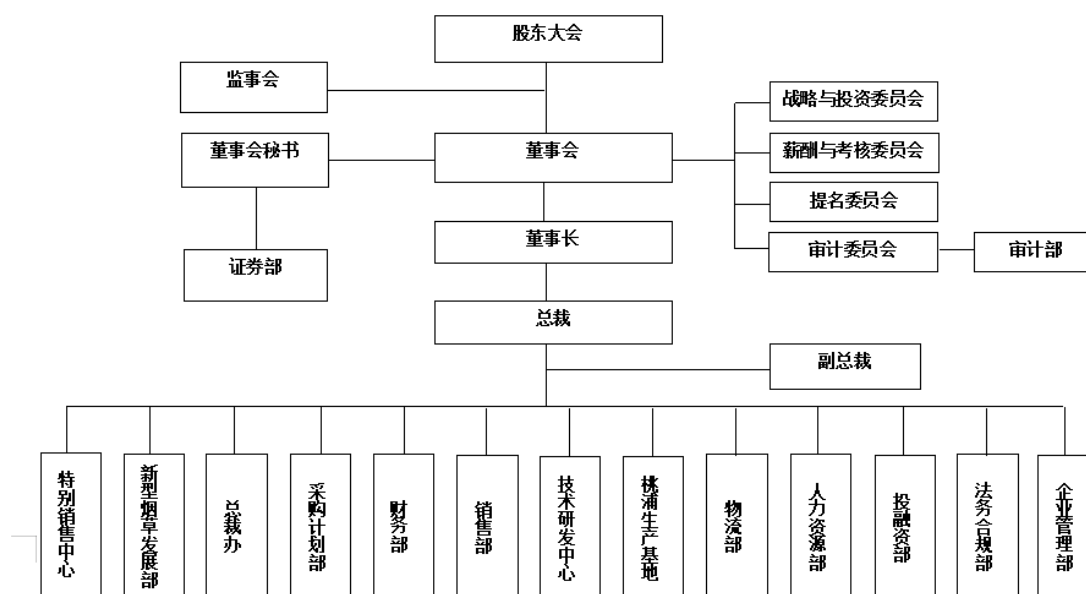 股东大会
监事会
战略与投资委员会
董事会秘书
董事会
薪酬与考核委员会
提名委员会
董事长
证券部
审计委员会
审计部
总裁
副总裁
特别销售中心
新型烟草发展部
总裁办
采购计划部
财务部
销售部
技术研发中心
桃浦生产基地
物流部
人力资源部
投融资部
法务合规部
企业管理部